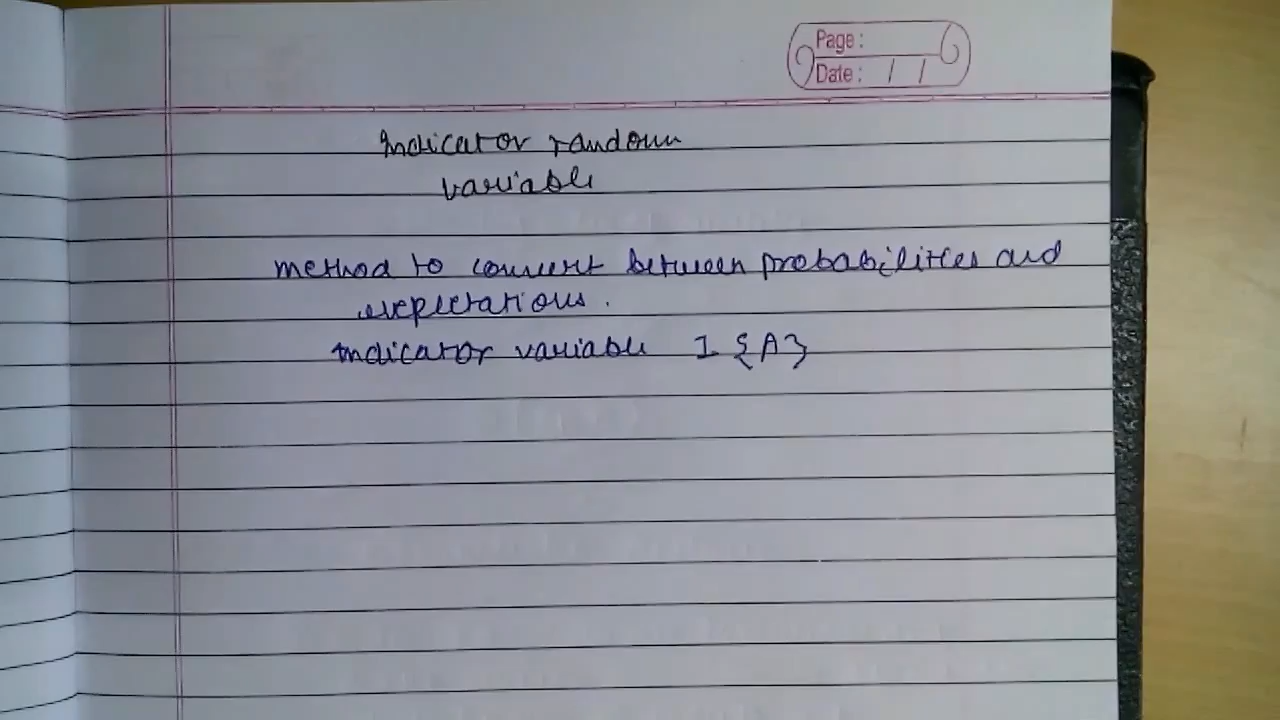 Page :
Date : / /
Indicator random
variable
Method to convert between probabilities and
expectations.
Indicator variable I {A}